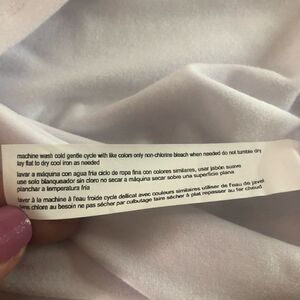 machine wash cold gentle cycle with like colors only non-chlorine bleach when needed do not tumble dry
lay flat to dry cool iron as needed
lavar a máquina con agua fria ciclo de ropa fina con colores similares, usar jabón suave
use solo blanqueador sin cloro no secar a máquina secar sobre una superficie plana
planchar a temperatura fria
laver à la machine à l'eau froide cycle delicat avec couleurs similaires utiliser de l'eau de javel
sans chlore au besoin ne pas sécher par culbutage faire sécher à plat repasser au fer chaud